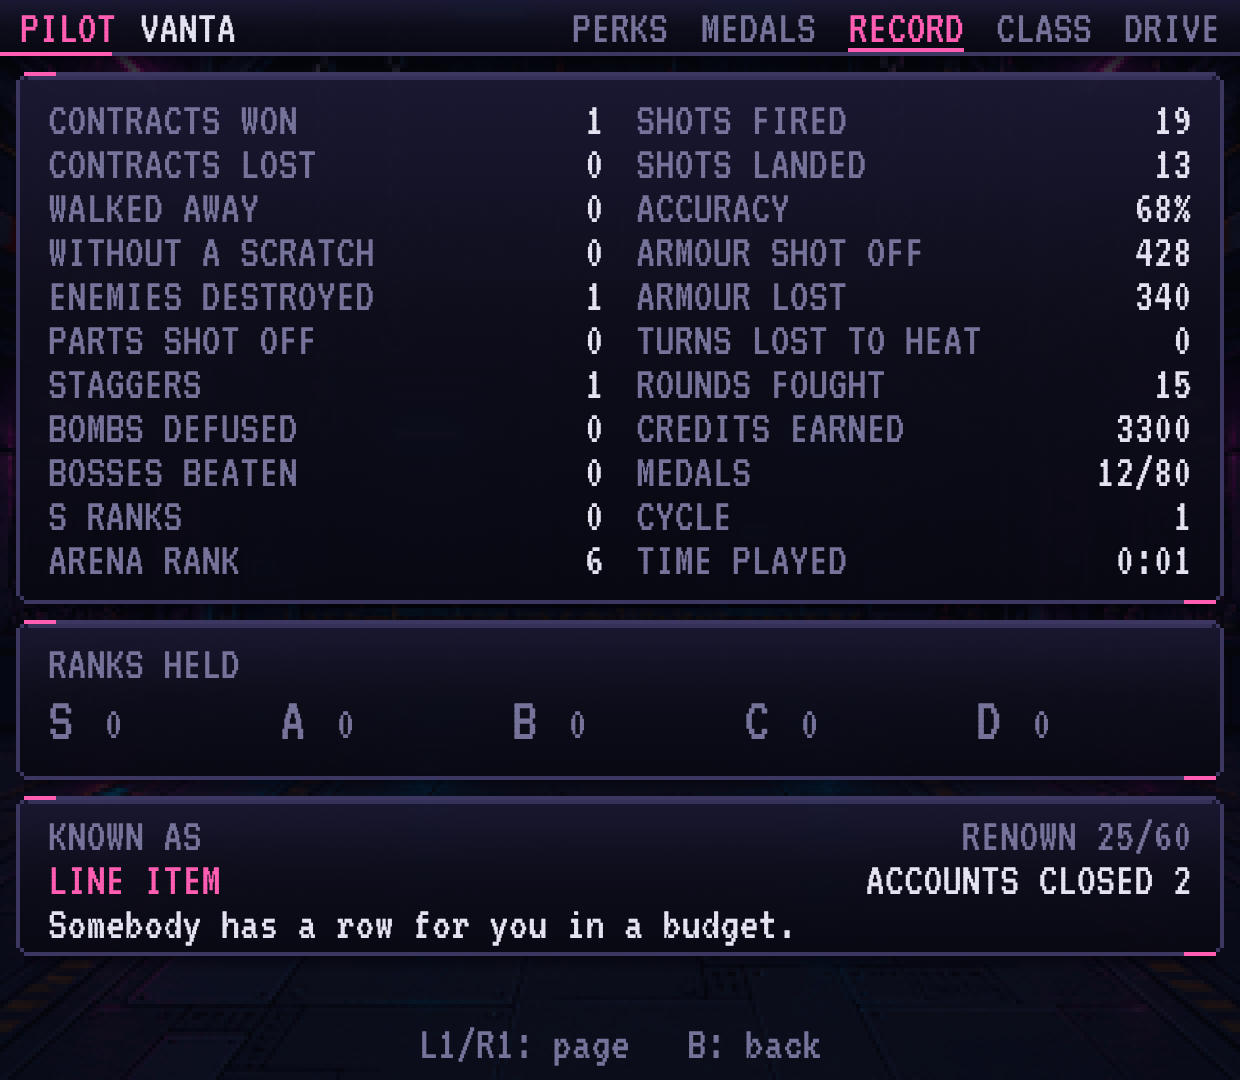 PILOT VANTA PERKS MEDALS RECORD CLASS DRIVE
CONTRACTS WON 1 SHOTS FIRED 19
CONTRACTS LOST 0 SHOTS LANDED 13
WALKED AWAY 0 ACCURACY 68%
WITHOUT A SCRATCH 0 ARMOUR SHOT OFF 428
ENEMIES DESTROYED 1 ARMOUR LOST 340
PARTS SHOT OFF 0 TURNS LOST TO HEAT 0
STAGGERS 1 ROUNDS FOUGHT 15
BOMBS DEFUSED 0 CREDITS EARNED 3300
BOSSES BEATEN 0 MEDALS 12/80
S RANKS 0 CYCLE 1
ARENA RANK 6 TIME PLAYED 0:01
RANKS HELD
S 0 A 0 B 0 C 0 D 0
KNOWN AS RENOWN 25/60
LINE ITEM ACCOUNTS CLOSED 2
Somebody has a row for you in a budget.
L1/R1: page B: back